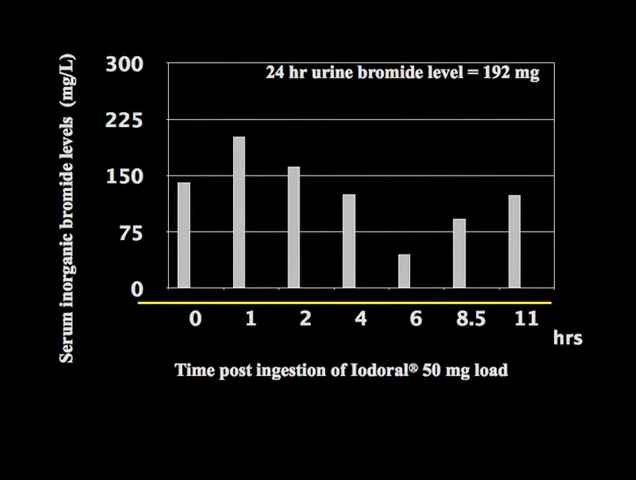 Serum inorganic bromide levels (mg/L)
24 hr urine bromide level = 192 mg
300
225
150
75
0
0 1 2 4 6 8.5 11
hrs
Time post ingestion of Iodoral® 50 mg load